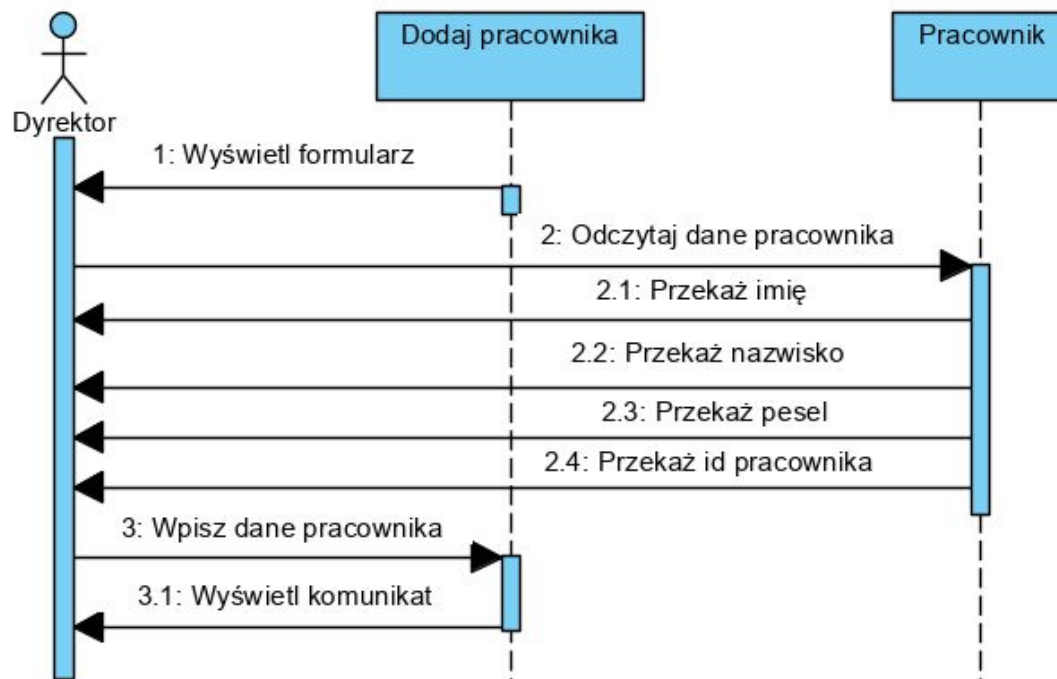 Dodaj pracownika
Pracownik
Dyrektor
1: Wyświetl formularz
2: Odczytaj dane pracownika
2.1: Przekaż imię
2.2: Przekaż nazwisko
2.3: Przekaż pesel
2.4: Przekaż id pracownika
3: Wpisz dane pracownika
3.1: Wyświetl komunikat